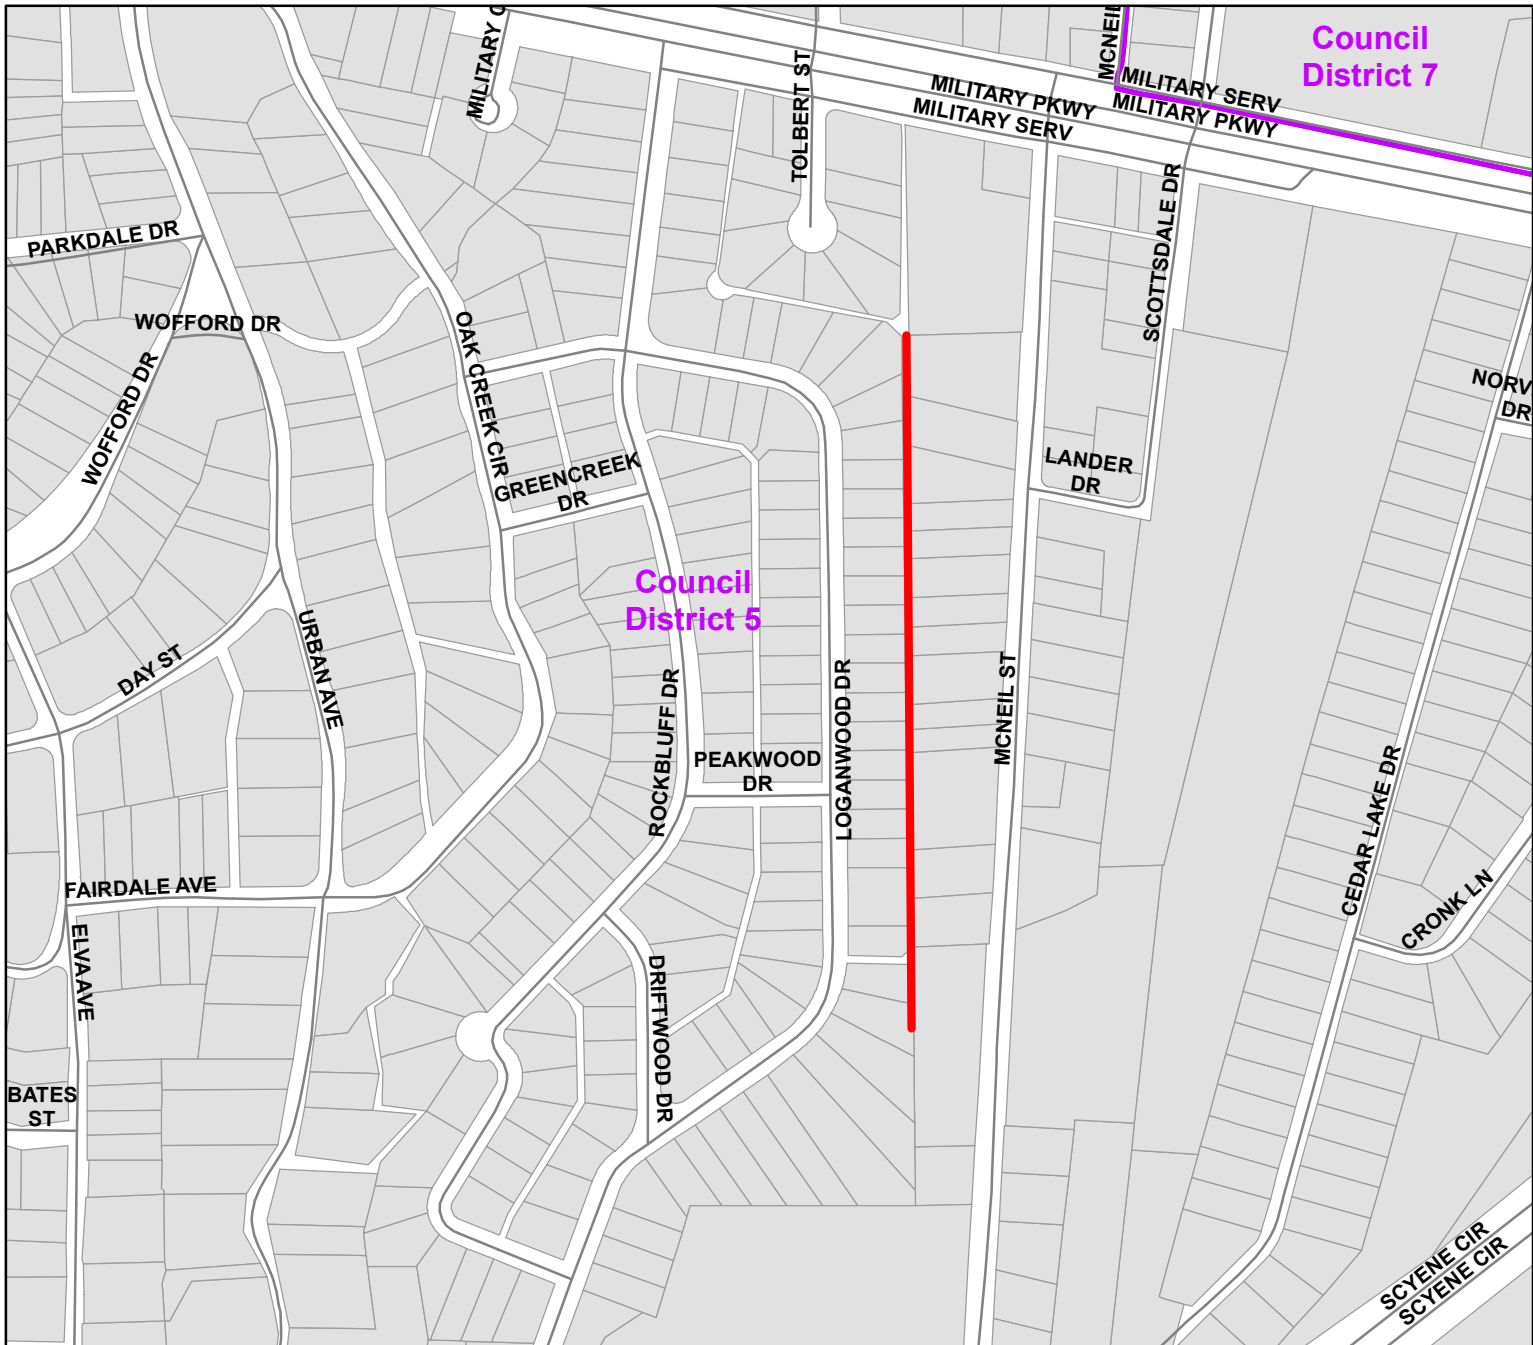 MILITARY C
TOLBERT ST
MCNEIL
Council
District 7
MILITARY SERV
MILITARY PKWY
MILITARY PKWY
MILITARY SERV
SCOTTSDALE DR
PARKDALE DR
WOFFORD DR
WOFFORD DR
OAK CREEK CIR
NORV
DR
LANDER
DR
GREENCREEK
DR
Council
District 5
DAY ST
URBAN AVE
ROCKBLUFF DR
LOGANWOOD DR
MCNEIL ST
PEAKWOOD
DR
CEDAR LAKE DR
CRONK LN
FAIRDALE AVE
ELVA AVE
DRIFTWOOD DR
BATES
ST
SCYENE CIR
SCYENE CIR